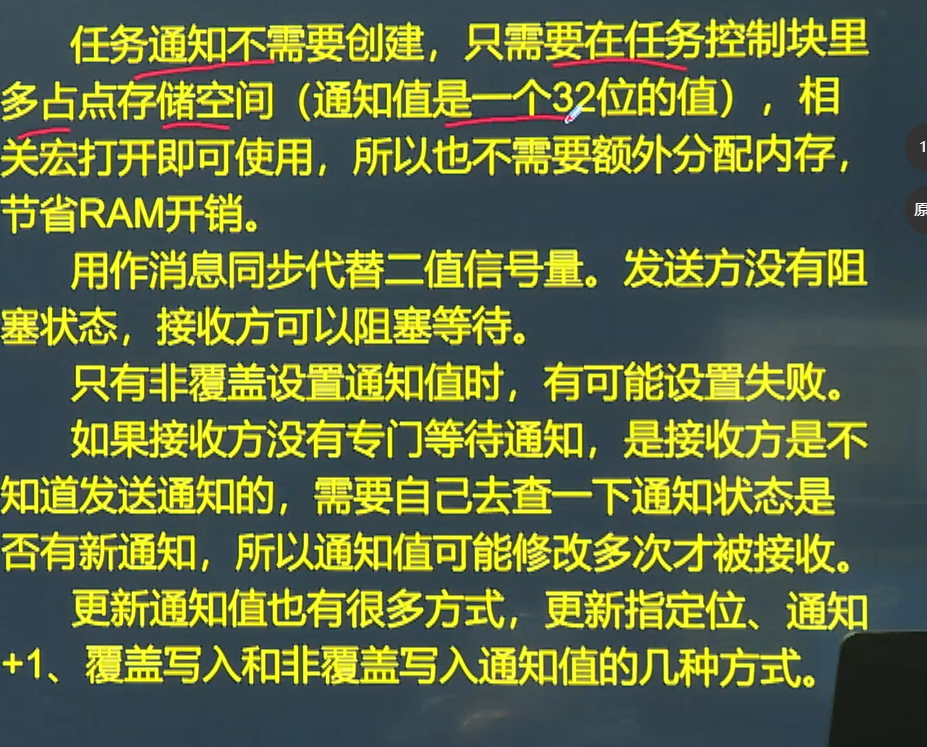 任务通知不需要创建，只需要在任务控制块里
多占点存储空间（通知值是一个32位的值），相
关宏打开即可使用，所以也不需要额外分配内存，
节省RAM开销。
用作消息同步代替二值信号量。发送方没有阻
塞状态，接收方可以阻塞等待。
只有非覆盖设置通知值时，有可能设置失败。
如果接收方没有专门等待通知，是接收方是不
知道发送通知的，需要自己去查一下通知状态是
否有新通知，所以通知值可能修改多次才被接收。
更新通知值也有很多方式，更新指定位、通知
+1、覆盖写入和非覆盖写入通知值的几种方式。
1
原